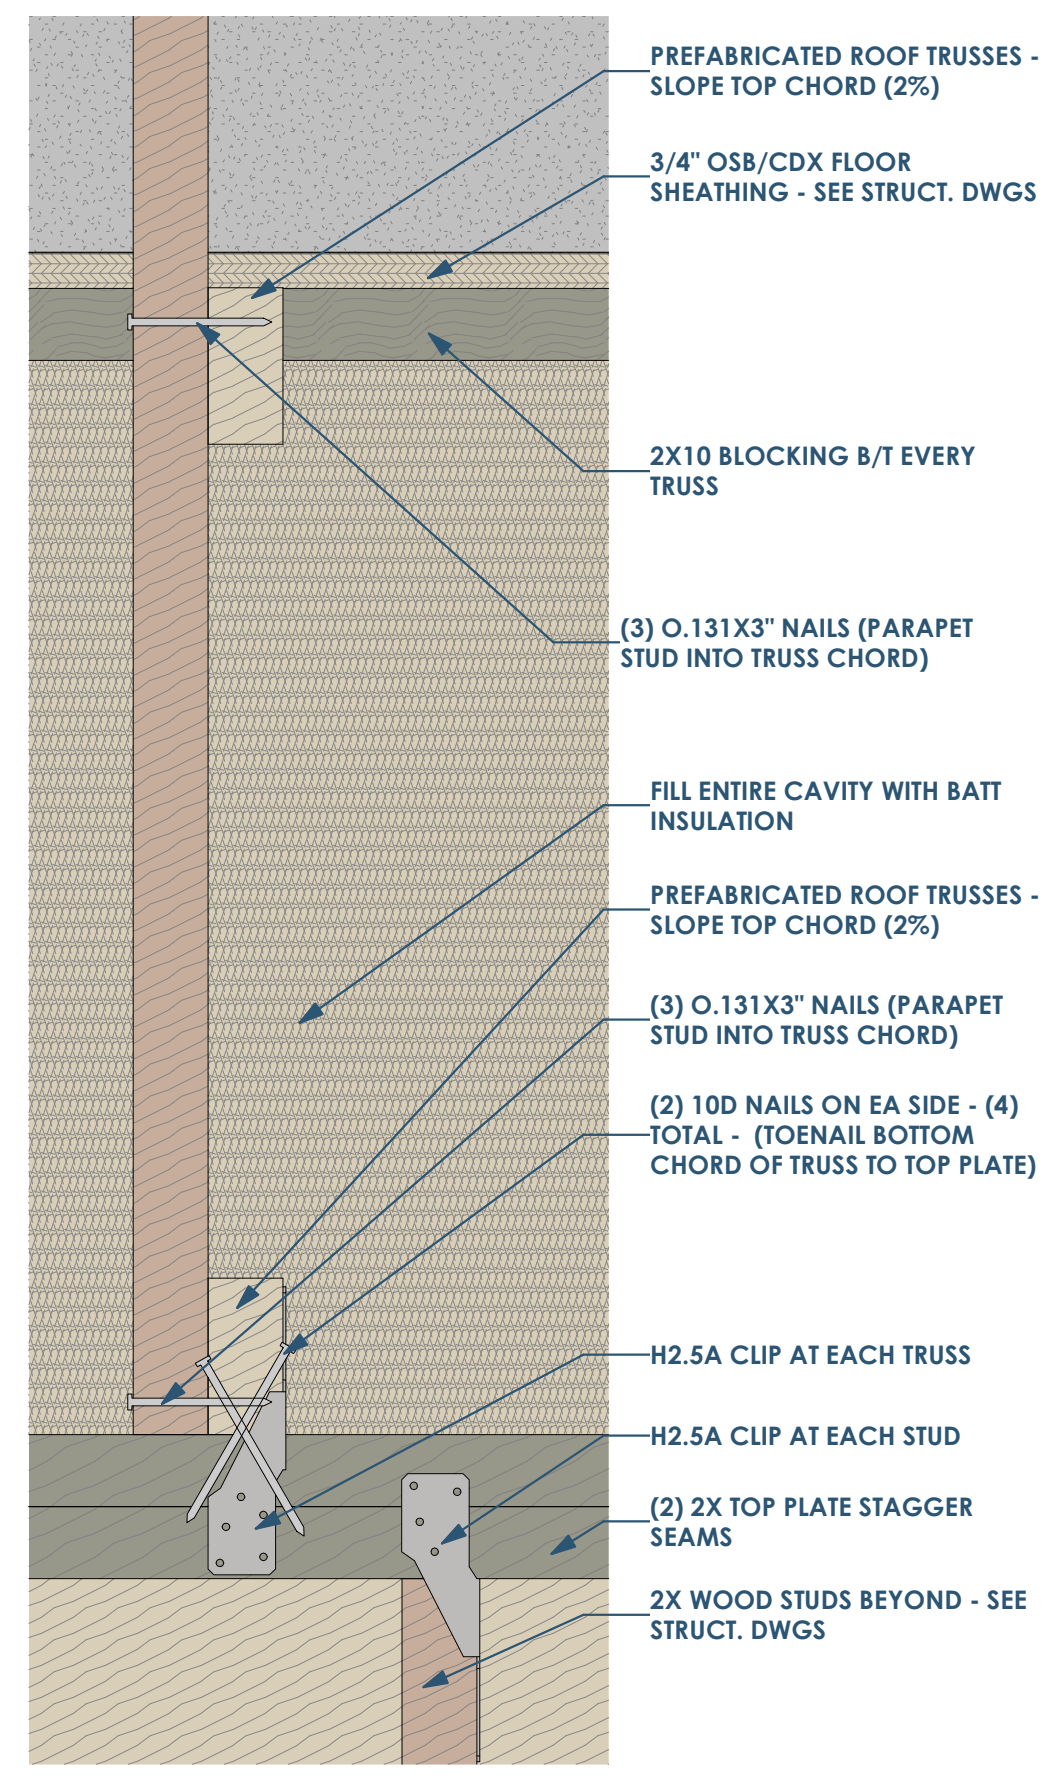 PREFABRICATED ROOF TRUSSES -
SLOPE TOP CHORD (2%)
3/4" OSB/CDX FLOOR
SHEATHING - SEE STRUCT. DWGS
2X10 BLOCKING B/T EVERY
TRUSS
(3) O.131X3" NAILS (PARAPET
STUD INTO TRUSS CHORD)
FILL ENTIRE CAVITY WITH BATT
INSULATION
PREFABRICATED ROOF TRUSSES -
SLOPE TOP CHORD (2%)
(3) O.131X3" NAILS (PARAPET
STUD INTO TRUSS CHORD)
(2) 10D NAILS ON EA SIDE - (4)
TOTAL -  (TOENAIL BOTTOM
CHORD OF TRUSS TO TOP PLATE)
H2.5A CLIP AT EACH TRUSS
H2.5A CLIP AT EACH STUD
(2) 2X TOP PLATE STAGGER
SEAMS
2X WOOD STUDS BEYOND - SEE
STRUCT. DWGS